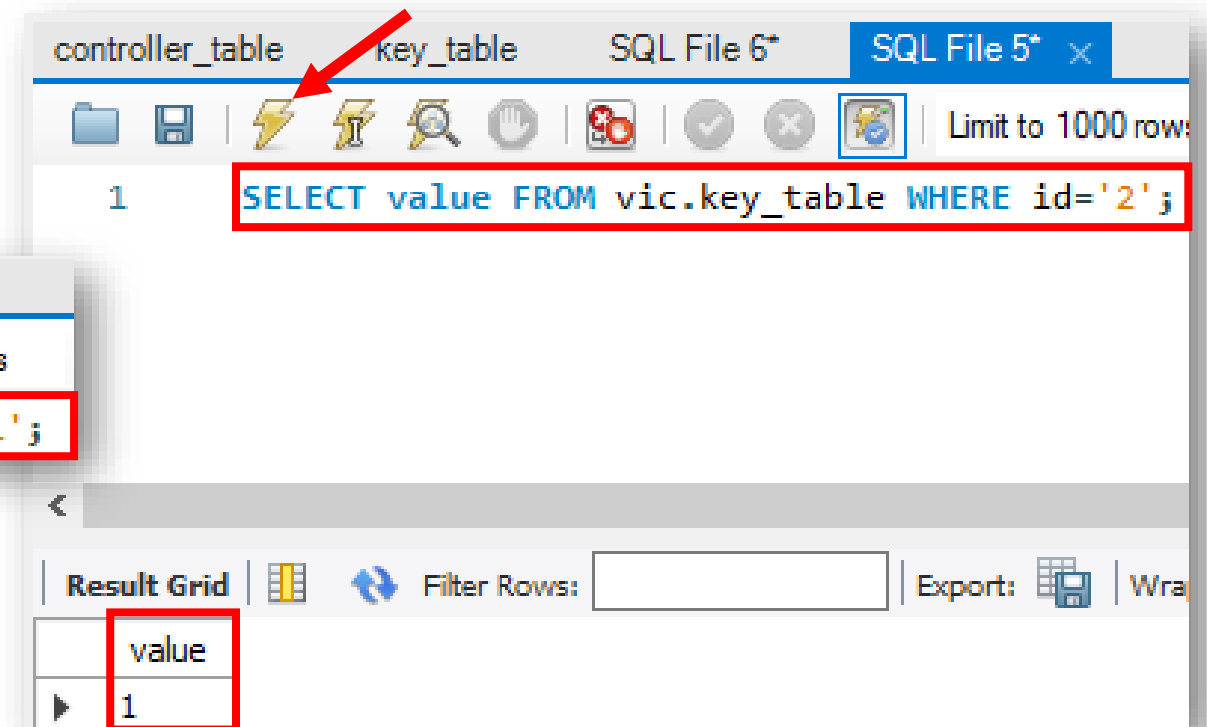 controller_table key_table SQL File 6* SQL File 5*
Limit to 1000
1 SELECT value FROM vic.key_table WHERE id='2';
';
Result Grid Filter Rows: Export:
value
1